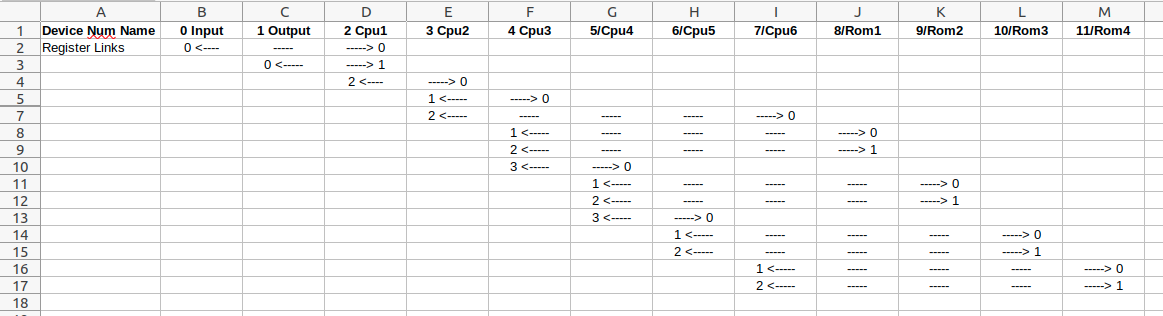 A B C D E F G H I J K L M
1 Device Num Name 0 Input 1 Output 2 Cpu1 3 Cpu2 4 Cpu3 5/Cpu4 6/Cpu5 7/Cpu6 8/Rom1 9/Rom2 10/Rom3 11/Rom4
2 Register Links 0 <---- ----- -----> 0
3 0 <----- -----> 1
4 2 <---- -----> 0
5 1 <----- -----> 0
7 2 <----- ----- ----- ----- -----> 0
8 1 <----- ----- ----- ----- -----> 0
9 2 <----- ----- ----- ----- -----> 1
10 3 <----- -----> 0
11 1 <----- ----- ----- ----- -----> 0
12 2 <----- ----- ----- ----- -----> 1
13 3 <----- -----> 0
14 1 <----- ----- ----- ----- -----> 0
15 2 <----- ----- ----- ----- -----> 1
16 1 <----- ----- ----- ----- -----> 0
17 2 <----- ----- ----- ----- -----> 1
18